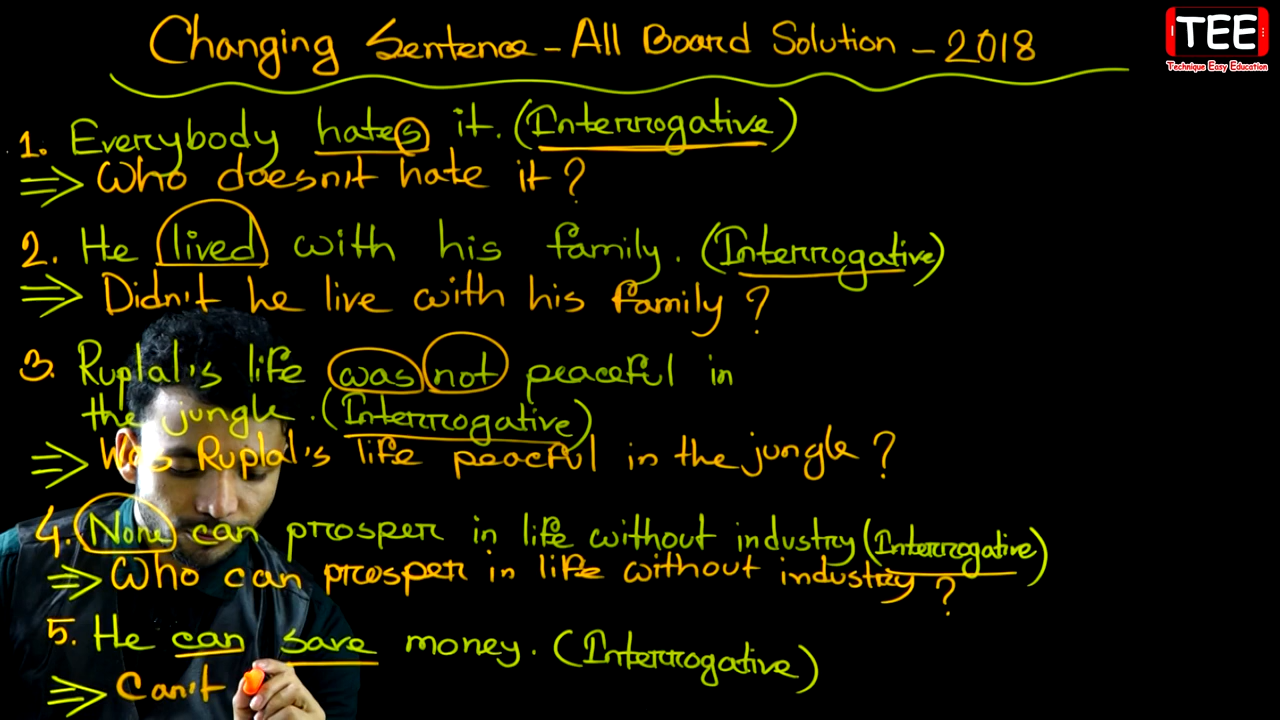 Changing Sentence - All Board Solution - 2018
TEE
Technique Easy Education
1. Everybody hates it. (Interrogative)
⇒ Who doesn't hate it?
2. He lived with his family. (Interrogative)
⇒ Didn't he live with his family?
3. Ruplal's life was not peaceful in
the jungle. (Interrogative)
⇒ Was Ruplal's life peacful in the jungle?
4. None can prosper in life without industry (Interrogative)
⇒ Who can prosper in life without industry?
5. He can save money. (Interrogative)
⇒ Can't